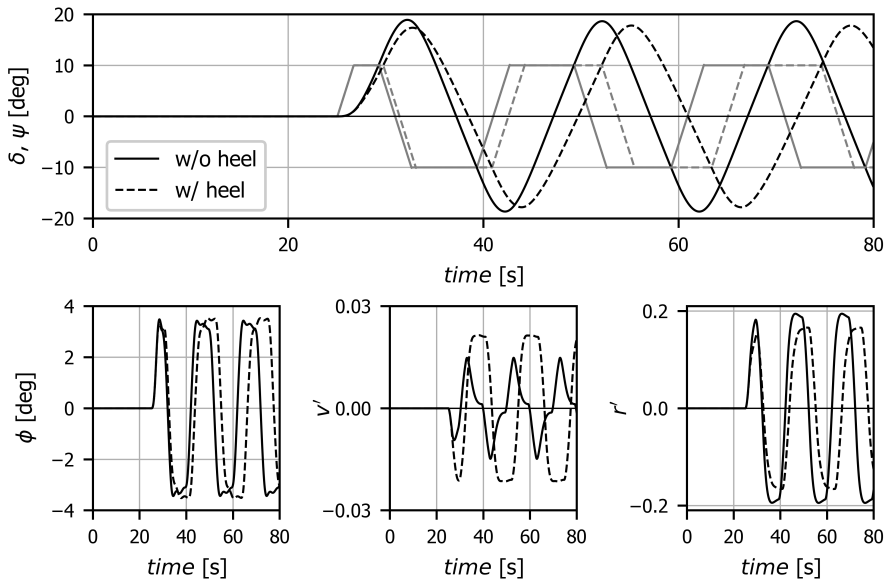 20
10
0
−10
−20
δ, ψ [deg]
w/o heel
w/ heel
0 20 40 60 80
time [s]
4
2
0
−2
−4
ϕ [deg]
0 20 40 60 80
time [s]
0.03
0.00
−0.03
v′
0 20 40 60 80
time [s]
0.2
0.0
−0.2
r′
0 20 40 60 80
time [s]